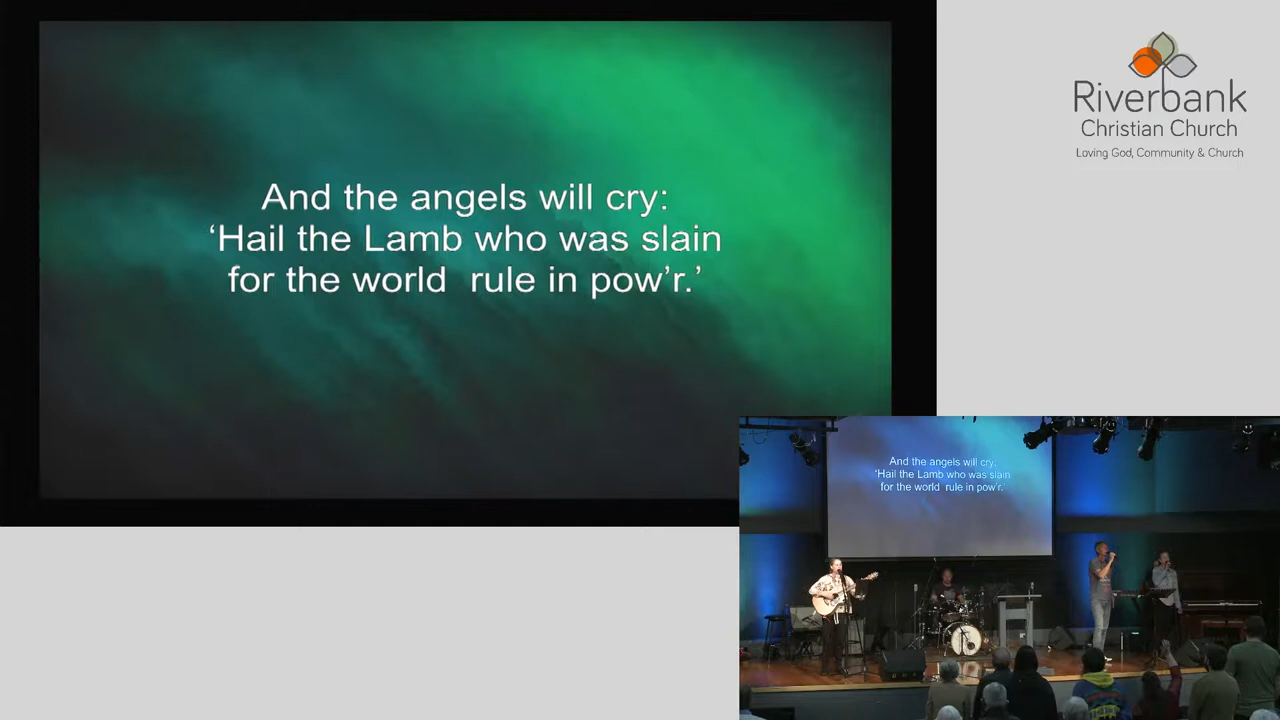 And the angels will cry:
‘Hail the Lamb who was slain
for the world  rule in pow’r.’
Riverbank
Christian Church
Loving God, Community & Church
And the angels will cry:
‘Hail the Lamb who was slain
for the world  rule in pow’r.’